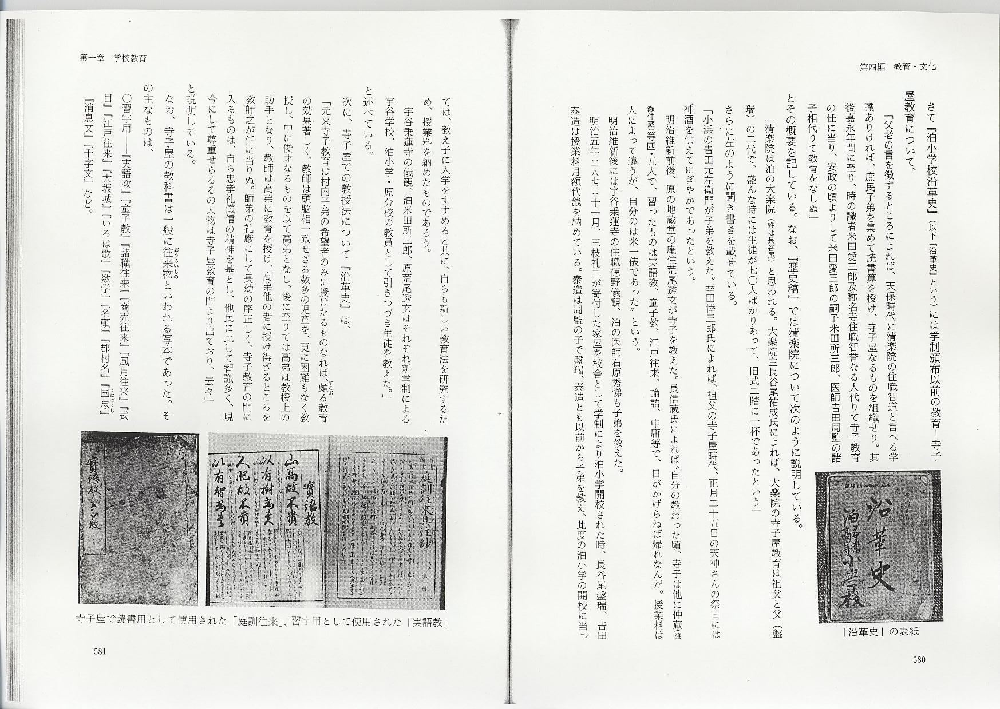 第四編　教育・文化
さて『泊小学校沿革史』（以下『沿革史』という）には学制頒布以前の教育―寺子
屋教育について、
「父老の言を徴するところによれば、天保時代に清楽院の住職智道と言へる学
識ありければ、庶民子弟を集めて読書算を授け、寺子屋なるものを組織せり。其
後嘉永年間に至り、時の識者米田愛三郎及称名寺住職智誉なる人代りて寺子教育
の任に当り、安政の頃よりして米田愛三郎の嗣子米田所三郎、医師吉田周監の諸
子相代りて教育をなしぬ」
とその概要を記している。なお、『歴史稿』では清楽院について次のように説明している。
「清楽院は泊の大楽院（姓は長谷尾）と思われる。大楽院主長谷尾祐成氏によれば、大楽院の寺子屋教育は祖父と父（盤
瑞）の二代で、盛んな時には生徒が七〇人ばかりあって、旧式二階に一杯であったという」
さらに左のように聞き書きを載せている。
「小浜の吉田元左衛門が子弟を教えた。幸田倖三郎氏によれば、祖父の寺子屋時代、正月二十五日の天神さんの祭日には
神酒を供えてにぎやかであったという。
明治維新前後、原の地蔵堂の庵住荒尾透玄が寺子を教えた。長信蔵氏によれば〝自分の教わった頃、寺子は他に仲蔵（渡
瀬仲蔵）等四・五人で、習ったものは実語教、童子教、江戸往来、論語、中庸等で、日がかげらねば帰れなんだ。授業料は
人によって違うが、自分のは米一俵であった〟という。
明治維新後には宇谷乗蓮寺の住職徳野儀観、泊の医師石原秀悌も子弟を教えた。
明治五年（一八七二）十一月、三枝礼二が寄付した家屋を校舎として学制により泊小学開校された時、長谷尾盤瑞、吉田
泰造は授業料月額代銭を納めている。泰造は周監の子で盤瑞、泰造とも以前から子弟を教え、此度の泊小学の開校に当っ
沿革史
泊尋常高等小學校
「沿革史」の表紙
580
第一章　学校教育
ては、教え子に入学をすすめると共に、自らも新しい教育法を研究するた
め、授業料を納めたものであろう。
宇谷乗蓮寺の儀観、泊米田所三郎、原荒尾透玄はそれぞれ新学制による
宇谷学校、泊小学・原分校の教員として引きつづき生徒を教えた。」
と述べている。
次に、寺子屋での教授法について『沿革史』は、
「元来寺子教育は村内子弟の希望者のみに授けたるものなれば、頗る教育
すこぶ
の効果著しく、教師は頭脳相一致せざる数多の児童を、更に困難もなく教
授し、中に俊才なるものを以て高弟となし、後に至りては高弟は教授上の
助手となり、教師は高弟に教育を授け、高弟他の者に授け得ざるところを
教師之が任に当りぬ。師弟の礼厳にして長幼の序正しく、寺子教育の門に
入るものは、自ら忠孝礼儀信の精神を基とし、他民に比して智識多く、現
今にして尊重せらるるの人物は寺子屋教育の門より出ており、云々」
と説明している。
なお、寺子屋の教科書は一般に往来物といわれる写本であった。そ
おうらいもの
の主なものは、
〇習字用――『実語教』『童子教』『諸職往来』『商売往来』『風月往来』『式
目』『江戸往来』『大坂城』『いろは歌』『数学』『名頭』『郡村名』『国尽』
くにづくし
『消息文』『千字文』など。
庭訓往来具注鈔
實語教
山高故不貴
以有樹為貴
人肥故不貴
以有智為貴
實語教
寺子屋で読書用として使用された「庭訓往来」、習字用として使用された「実語教」
581